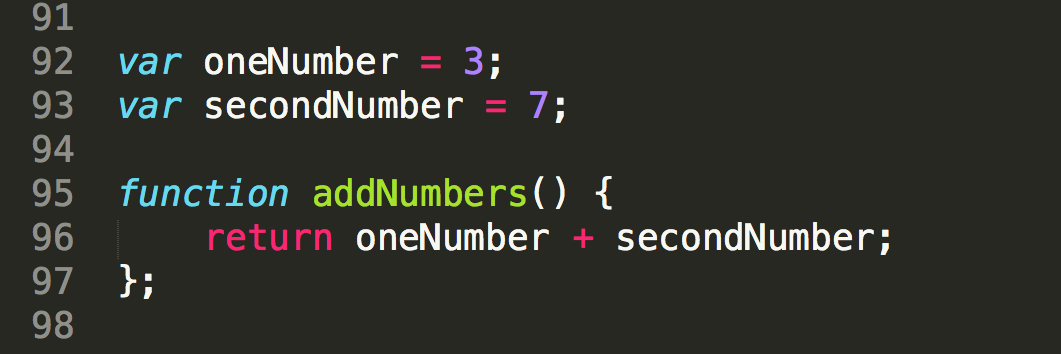 91
92 var oneNumber = 3;
93 var secondNumber = 7;
94
95 function addNumbers() {
96     return oneNumber + secondNumber;
97 };
98